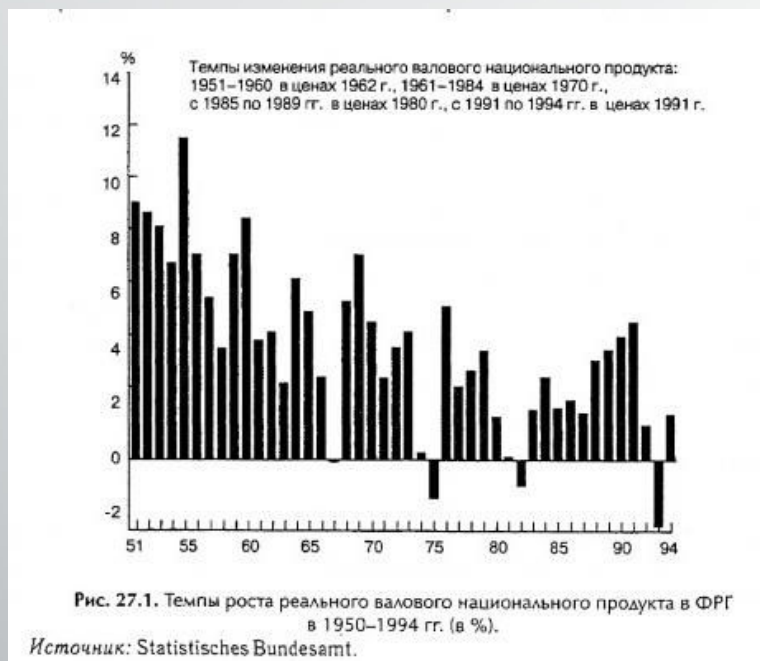 %
Темпы изменения реального валового национального продукта:
1951–1960 в ценах 1962 г., 1961–1984 в ценах 1970 г.,
с 1985 по 1989 гг. в ценах 1980 г., с 1991 по 1994 гг. в ценах 1991 г.
14
12
10
8
6
4
2
0
-2
51 55 60 65 70 75 80 85 90 94
Рис. 27.1. Темпы роста реального валового национального продукта в ФРГ
в 1950–1994 гг. (в %).
Источник: Statistisches Bundesamt.